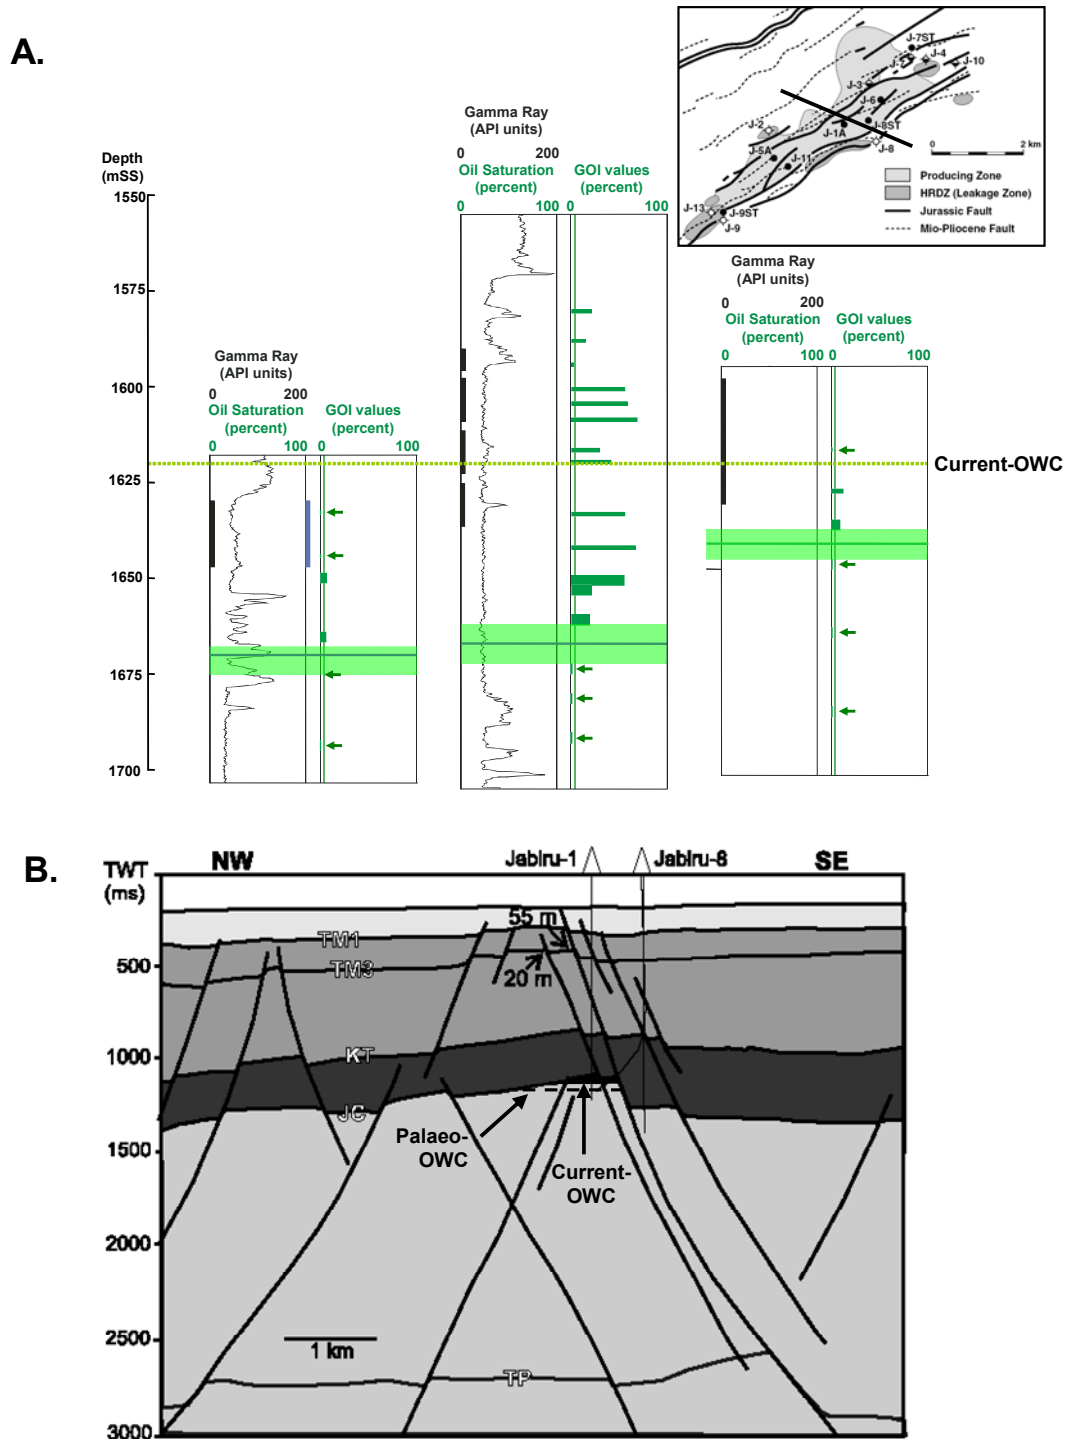 A.
J-7ST
J-7
J-4
J-10
J-3
J-6
J-2
J-1A
J-8ST
J-8
J-5A
J-11
J-13
J-9ST
J-9
0 2 km
Producing Zone
HRDZ (Leakage Zone)
Jurassic Fault
Mio-Pliocene Fault
Depth
(mSS)
1550
1575
1600
1625
1650
1675
1700
Gamma Ray
(API units)
0 200
Oil Saturation
(percent)
0 100
GOI values
(percent)
0 100
Gamma Ray
(API units)
0 200
Oil Saturation
(percent)
0 100
GOI values
(percent)
0 100
Gamma Ray
(API units)
0 200
Oil Saturation
(percent)
0 100
GOI values
(percent)
0 100
Current-OWC
B.
TWT
(ms)
NW
Jabiru-1
Jabiru-8
SE
55 m
TM1
500
TM3
20 m
1000
KT
JC
Palaeo-
OWC
Current-
OWC
1500
2000
2500
1 km
TP
3000